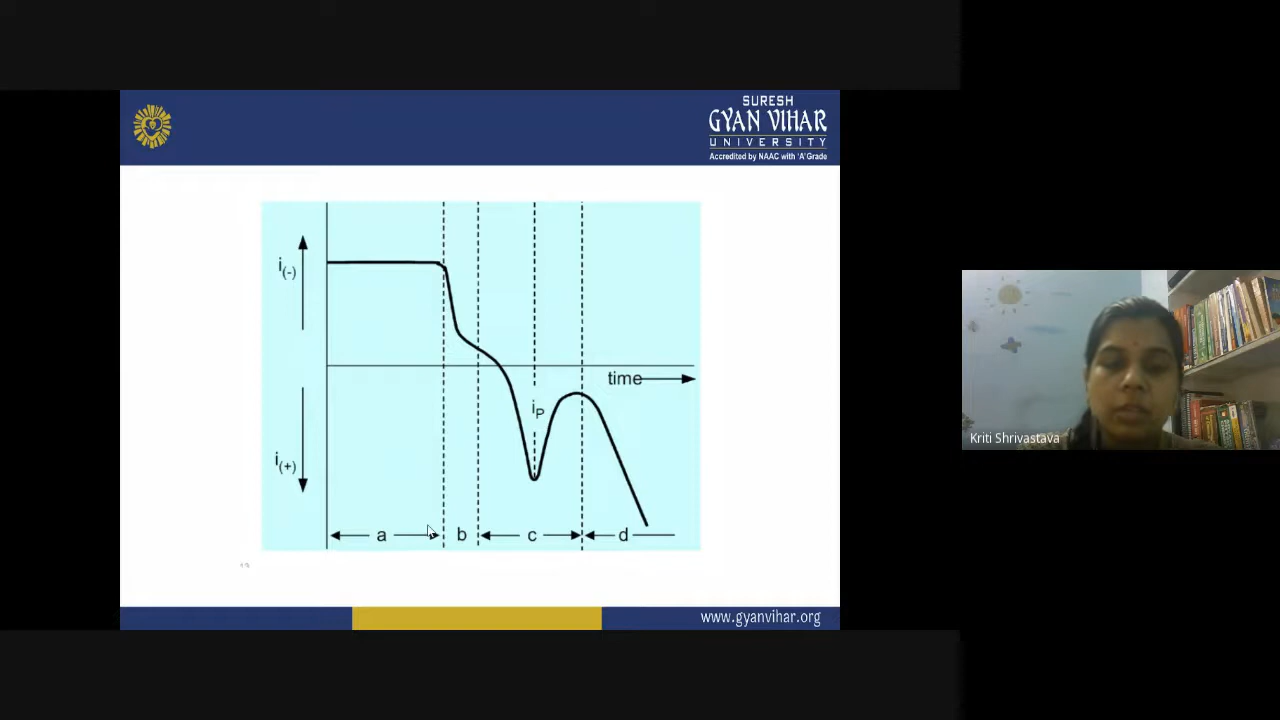 SURESH
GYAN VIHAR
UNIVERSITY
Accredited by NAAC with 'A' Grade
i(-)
time
iP
i(+)
a
b
c
d
Kriti Shrivastava
www.gyanvihar.org